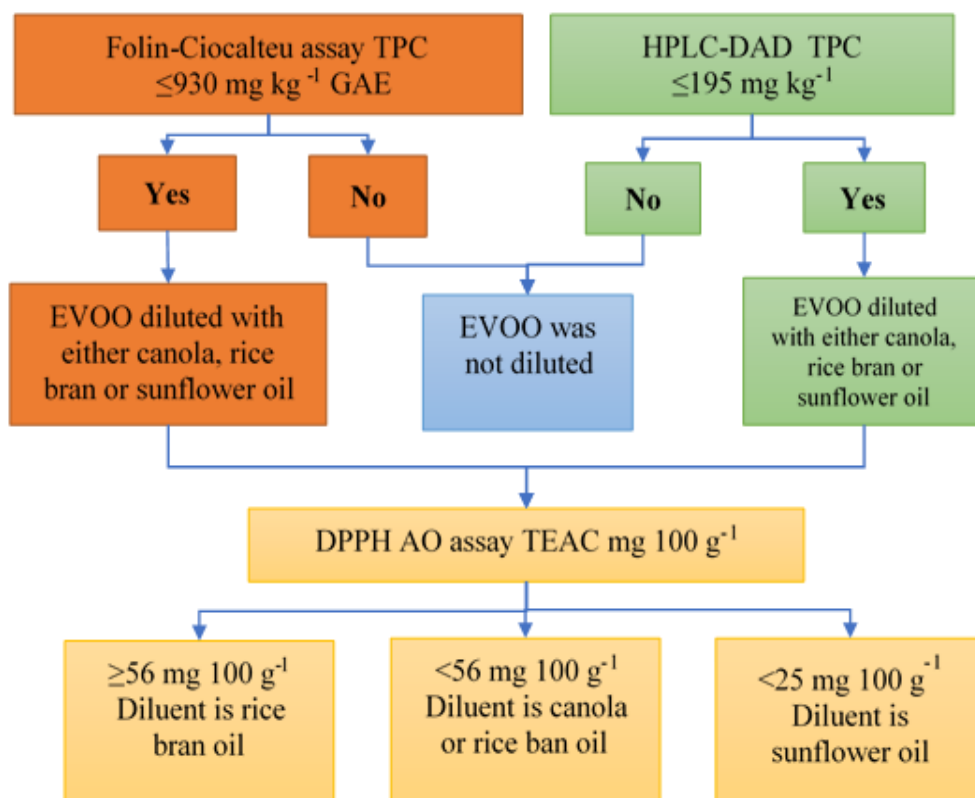 Folin-Ciocalteu assay TPC
≤930 mg kg⁻¹ GAE
HPLC-DAD TPC
≤195 mg kg⁻¹
Yes
No
No
Yes
EVOO diluted with
either canola, rice
bran or sunflower oil
EVOO was
not diluted
EVOO diluted
with either canola,
rice bran or
sunflower oil
DPPH AO assay TEAC mg 100 g⁻¹
≥56 mg 100 g⁻¹
Diluent is rice
bran oil
<56 mg 100 g⁻¹
Diluent is canola
or rice ban oil
<25 mg 100 g⁻¹
Diluent is
sunflower oil